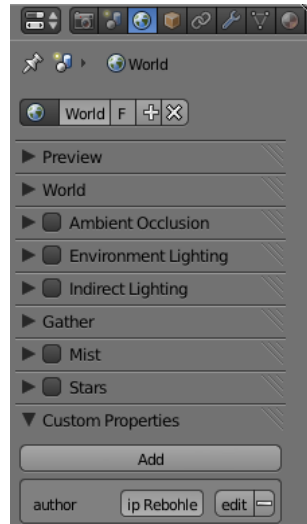 World
World F
Preview
World
Ambient Occlusion
Environment Lighting
Indirect Lighting
Gather
Mist
Stars
Custom Properties
Add
author ip Rebohle edit